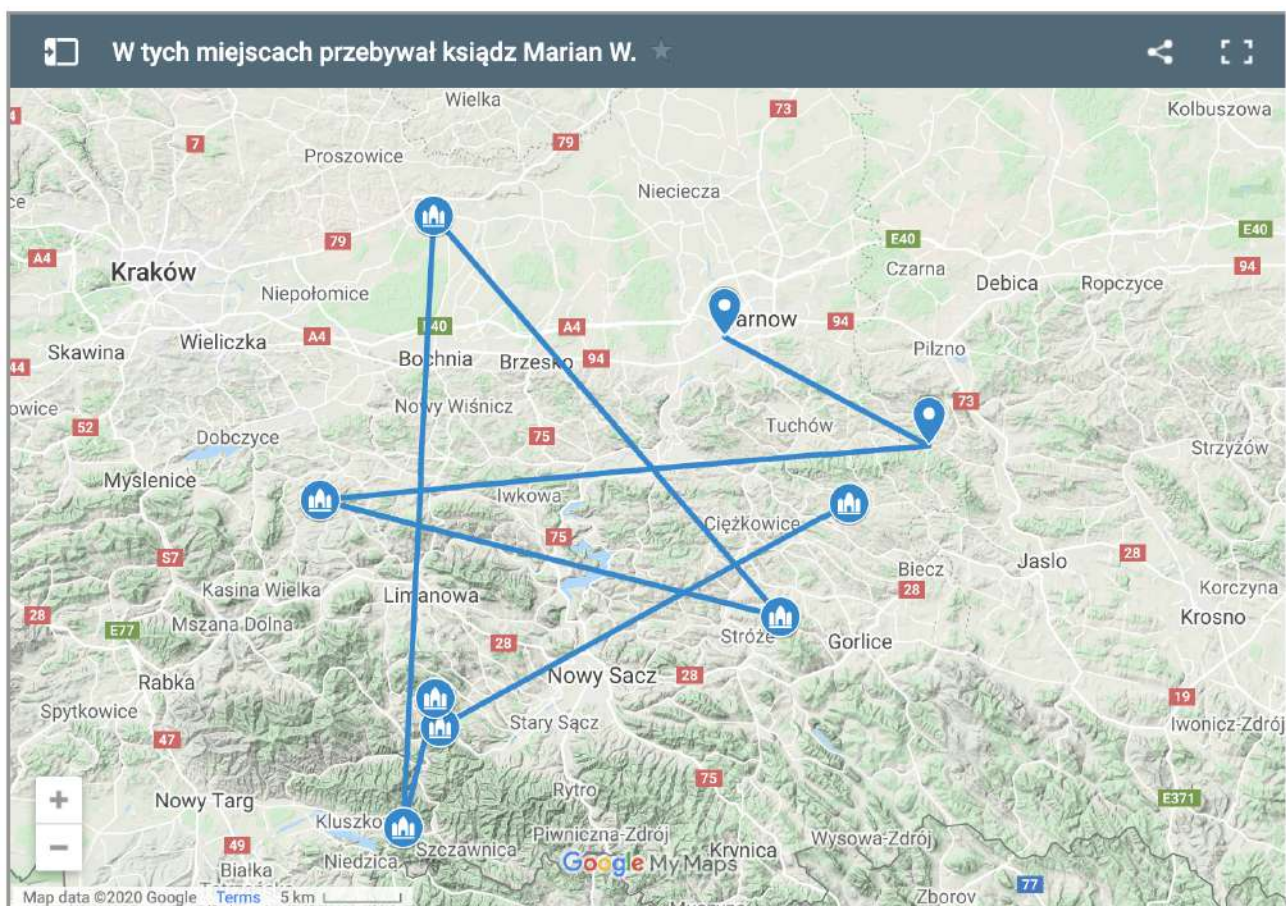 W tych miejscach przebywał ksiądz Marian W.
Wielka
73
Kolbuszowa
4
7
79
Proszowice
Nieciecza
ce
79
E40
E40
A4
Kraków
Czarna
94
Niepołomice
Debica
Ropczyce
E40
A4
arnow
94
Skawina
Wieliczka
A4
Bochnia
Brzesko
94
Pilzno
44
owice
Nowy Wiśnicz
73
52
Dobczyce
75
Tuchów
Strzyżów
Myslenice
Iwkowa
Ciężkowice
75
S7
28
Jaslo
Biecz
Kasina Wielka
Limanowa
28
Korczyna
28
E77
Mszana Dolna
Stróże
Gorlice
Krosno
28
Nowy Sacz
28
Rabka
19
Spytkowice
Stary Sącz
Iwonicz-Zdrój
47
75
+
Nowy Targ
Rytro
E371
Kluszko
−
49
Szczawnica
Piwniczna-Zdrój
Wysowa-Zdrój
Niedzica
Krynica
Białka
Google My Maps
77
Map data ©2020 Google Terms 5 km
Zborov